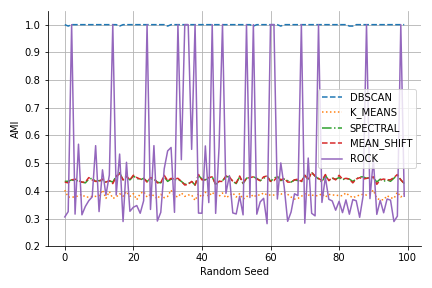 1.0
0.9
0.8
0.7
0.6
0.5
0.4
0.3
0.2
AMI
DBSCAN
K_MEANS
SPECTRAL
MEAN_SHIFT
ROCK
0 20 40 60 80 100
Random Seed